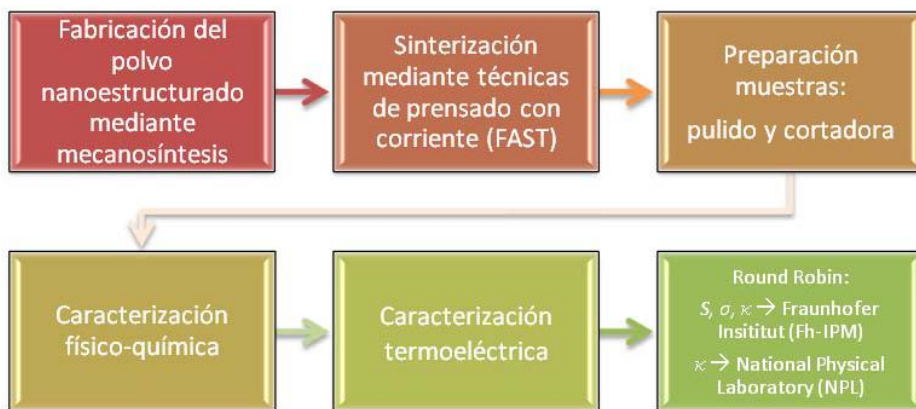 Fabricación del
polvo
nanoestructurado
mediante
mecanosíntesis
Sinterización
mediante técnicas
de prensado con
corriente (FAST)
Preparación
muestras:
pulido y cortadora
Caracterización
físico-química
Caracterización
termoeléctrica
Round Robin:
S, σ, κ → Fraunhofer
Insititut (Fh-IPM)
κ → National Physical
Laboratory (NPL)